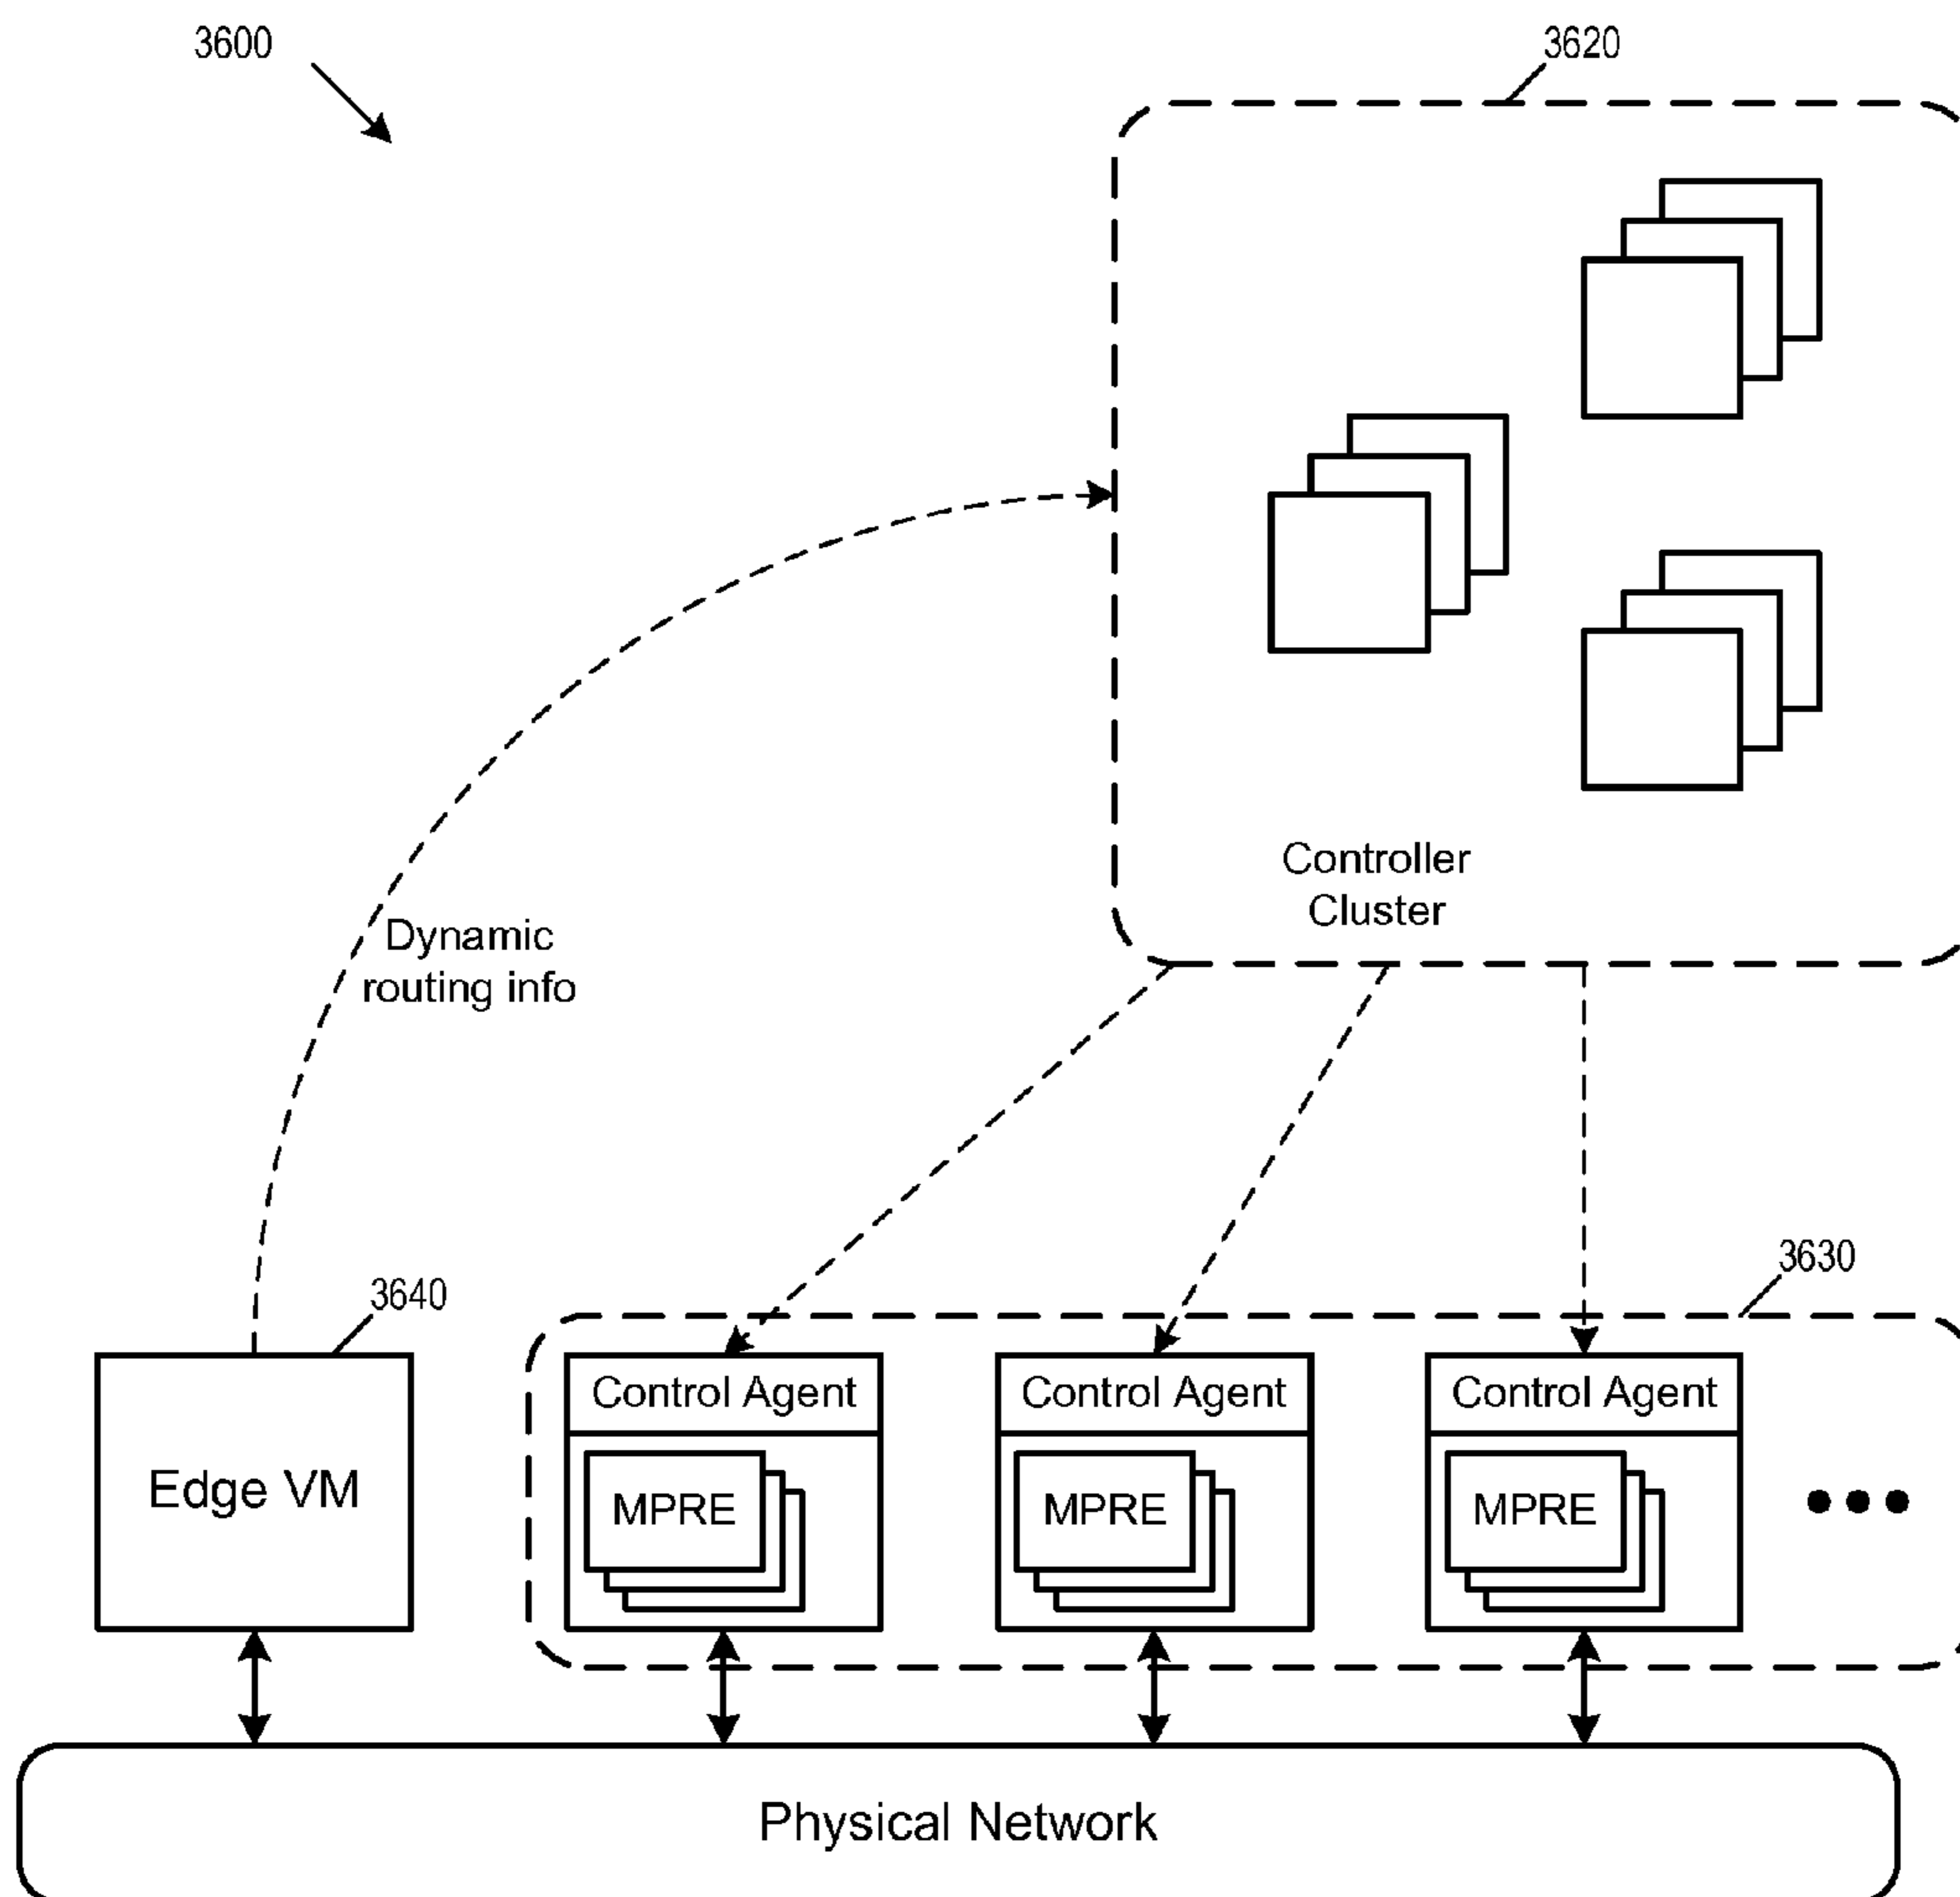 3600
3620
Controller
Cluster
Dynamic
routing info
3630
3640
Control Agent
Control Agent
Control Agent
Edge VM
MPRE
MPRE
MPRE
Physical Network